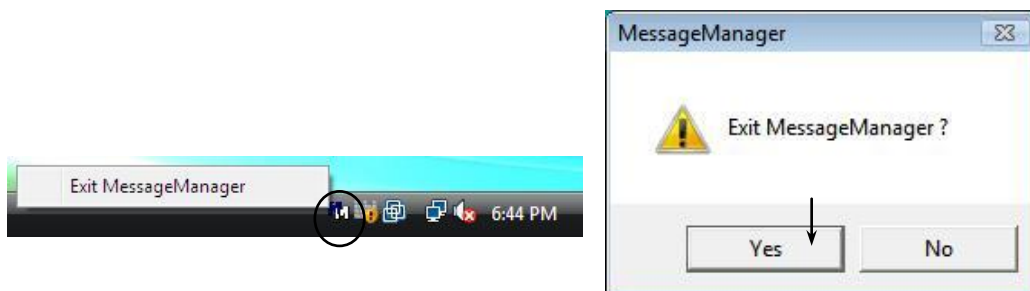 Exit MessageManager
6:44 PM
MessageManager
Exit MessageManager ?
Yes
No